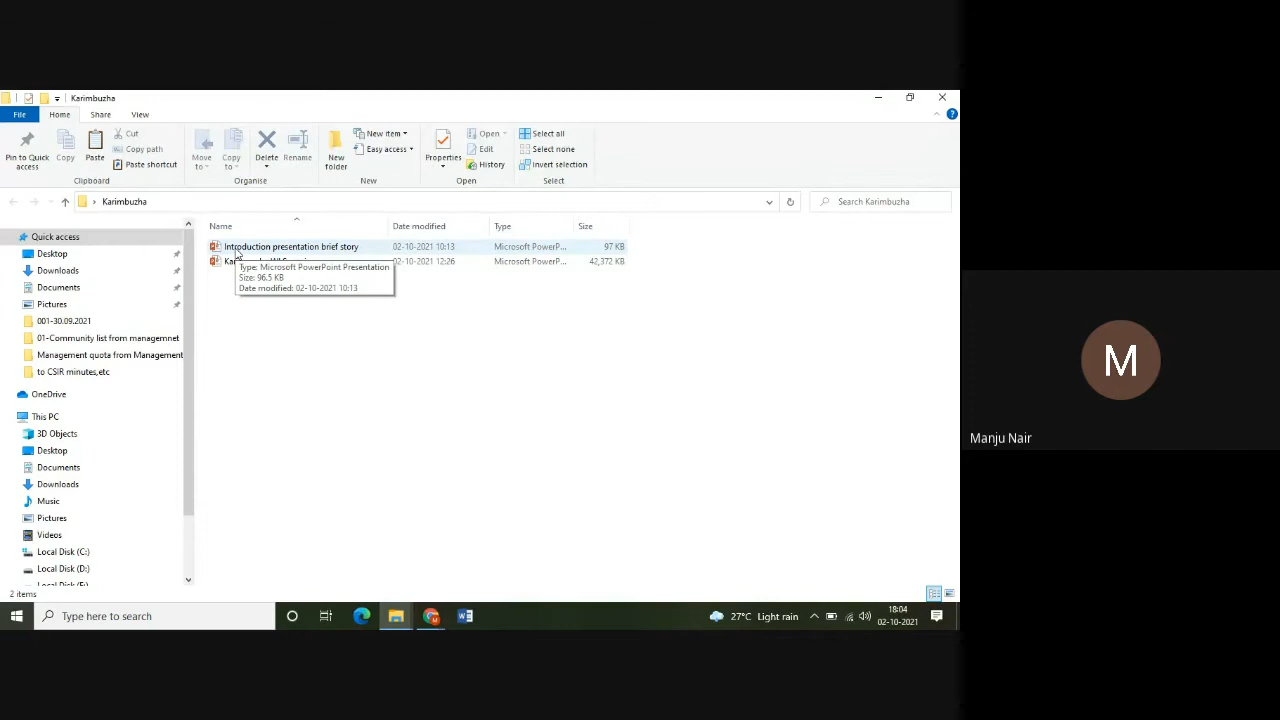 Karimbuzha
File Home Share View
Pin to Quick access
Copy
Paste
Cut
Copy path
Paste shortcut
Clipboard
Move to
Copy to
Delete
Rename
Organise
New folder
New item
Easy access
New
Properties
Open
Edit
History
Open
Select all
Select none
Invert selection
Select
Karimbuzha
Search Karimbuzha
Name Date modified Type Size
Introduction presentation brief story 02-10-2021 10:13 Microsoft PowerP... 97 KB
02-10-2021 12:26 Microsoft PowerP... 42,372 KB
Type: Microsoft PowerPoint Presentation
Size: 96.5 KB
Date modified: 02-10-2021 10:13
Quick access
Desktop
Downloads
Documents
Pictures
001-30.09.2021
01-Community list from managemnet
Management quota from Management
to CSIR minutes,etc
OneDrive
This PC
3D Objects
Desktop
Documents
Downloads
Music
Pictures
Videos
Local Disk (C:)
Local Disk (D:)
2 items
Type here to search
27°C Light rain
18:04
02-10-2021
M
Manju Nair